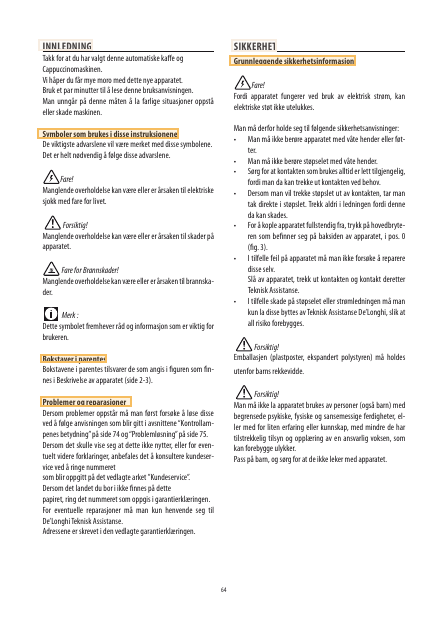 INNLEDNING
Takk for at du har valgt denne automatiske kaffe og
Cappuccinomaskinen.
Vi håper du får mye moro med dette nye apparatet.
Bruk et par minutter til å lese denne bruksanvisningen.
Man unngår på denne måten å la farlige situasjoner oppstå
eller skade maskinen.
Symboler som brukes i disse instruksjonene
De viktigste advarslene vil være merket med disse symbolene.
Det er helt nødvendig å følge disse advarslene.
Fare!
Manglende overholdelse kan være eller er årsaken til elektriske
sjokk med fare for livet.
Forsiktig!
Manglende overholdelse kan være eller er årsaken til skader på
apparatet.
Fare for Brannskader!
Manglende overholdelse kan være eller er årsaken til brannska-
der.
Merk :
Dette symbolet fremhever råd og informasjon som er viktig for
brukeren.
Bokstaver i parentes
Bokstavene i parentes tilsvarer de som angis i figuren som fin-
nes i Beskrivelse av apparatet (side 2-3).
Problemer og reparasjoner
Dersom problemer oppstår må man først forsøke å løse disse
ved å følge anvisningen som blir gitt i avsnittene "Kontrollam-
penes betydning" på side 74 og "Problemløsning" på side 75.
Dersom det skulle vise seg at dette ikke nytter, eller for even-
tuelt videre forklaringer, anbefales det å konsultere kundeser-
vice ved å ringe nummeret
som blir oppgitt på det vedlagte arket "Kundeservice".
Dersom det landet du bor i ikke finnes på dette
papiret, ring det nummeret som oppgis i garantierklæringen.
For eventuelle reparasjoner må man kun henvende seg til
De'Longhi Teknisk Assistanse.
Adressene er skrevet i den vedlagte garantierklæringen.
SIKKERHET
Grunnleggende sikkerhetsinformasjon
Fare!
Fordi apparatet fungerer ved bruk av elektrisk strøm, kan
elektriske støt ikke utelukkes.
Man må derfor holde seg til følgende sikkerhetsanvisninger:
• Man må ikke berøre apparatet med våte hender eller føt-
ter.
• Man må ikke berøre støpselet med våte hender.
• Sørg for at kontakten som brukes alltid er lett tilgjengelig,
fordi man da kan trekke ut kontakten ved behov.
• Dersom man vil trekke støpselet ut av kontakten, tar man
tak direkte i støpselet. Trekk aldri i ledningen fordi denne
da kan skades.
• For å kople apparatet fullstendig fra, trykk på hovedbryte-
ren som befinner seg på baksiden av apparatet, i pos. 0
(fig. 3).
• I tilfelle feil på apparatet må man ikke forsøke å reparere
disse selv.
Slå av apparatet, trekk ut kontakten og kontakt deretter
Teknisk Assistanse.
• I tilfelle skade på støpselet eller strømledningen må man
kun la disse byttes av Teknisk Assistanse De'Longhi, slik at
all risiko forebygges.
Forsiktig!
Emballasjen (plastposter, ekspandert polystyren) må holdes
utenfor barns rekkevidde.
Forsiktig!
Man må ikke la apparatet brukes av personer (også barn) med
begrensede psykiske, fysiske og sansemessige ferdigheter, el-
ler med for liten erfaring eller kunnskap, med mindre de har
tilstrekkelig tilsyn og opplæring av en ansvarlig voksen, som
kan forebygge ulykker.
Pass på barn, og sørg for at de ikke leker med apparatet.
64